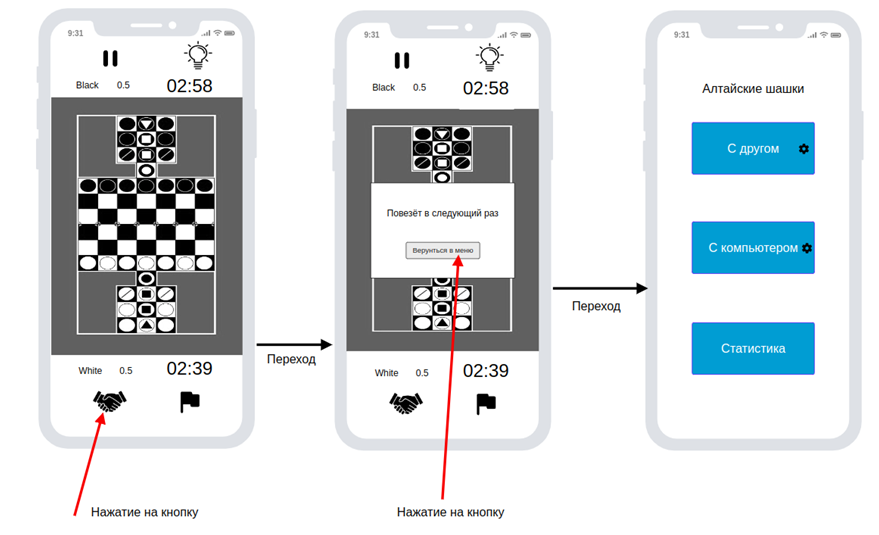 9:31
Black 0.5 02:58
White 0.5 02:39
Нажатие на кнопку
Переход
9:31
Black 0.5 02:58
Повезёт в следующий раз
Верунться в меню
White 0.5 02:39
Нажатие на кнопку
Переход
9:31
Алтайские шашки
С другом
С компьютером
Статистика